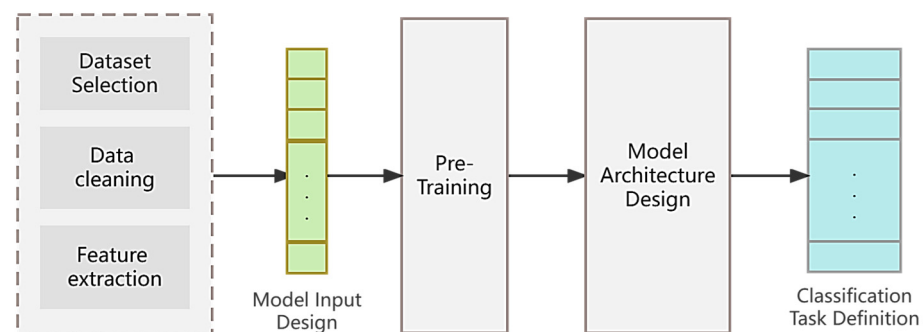 Dataset
Selection
Data
cleaning
Feature
extraction
Model Input
Design
Pre-
Training
Model
Architecture
Design
Classification
Task Definition